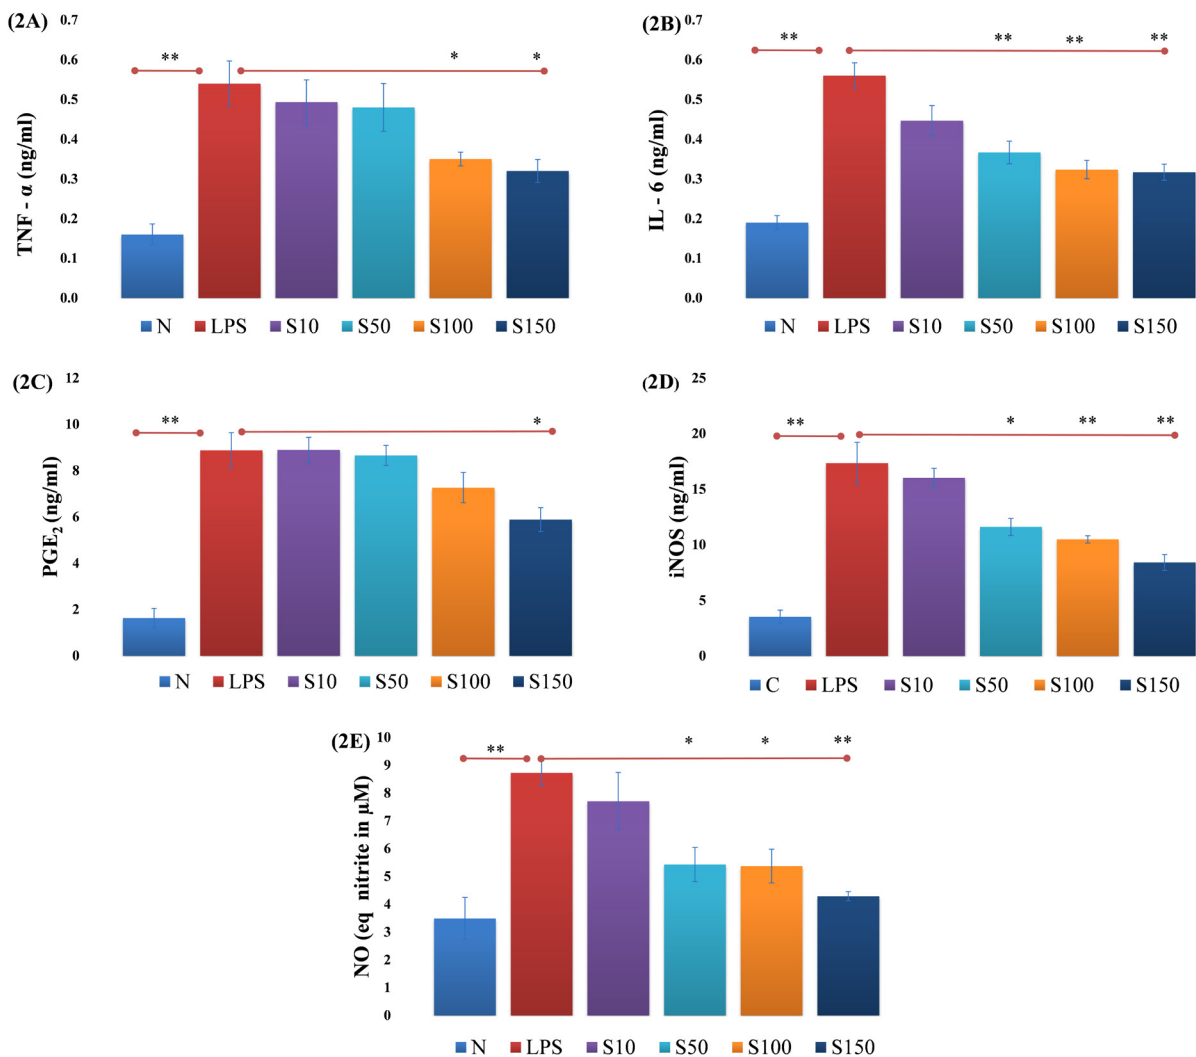 (2A)
TNF - α (ng/ml)
0.7
0.6
0.5
0.4
0.3
0.2
0.1
0.0
** * *
N LPS S10 S50 S100 S150
(2B)
IL - 6 (ng/ml)
0.7
0.6
0.5
0.4
0.3
0.2
0.1
0.0
** ** ** **
N LPS S10 S50 S100 S150
(2C)
PGE2 (ng/ml)
12
10
8
6
4
2
0
** *
N LPS S10 S50 S100 S150
(2D)
iNOS (ng/ml)
25
20
15
10
5
0
** * ** **
C LPS S10 S50 S100 S150
(2E)
NO (eq nitrite in µM)
10
9
8
7
6
5
4
3
2
1
0
** * * **
N LPS S10 S50 S100 S150